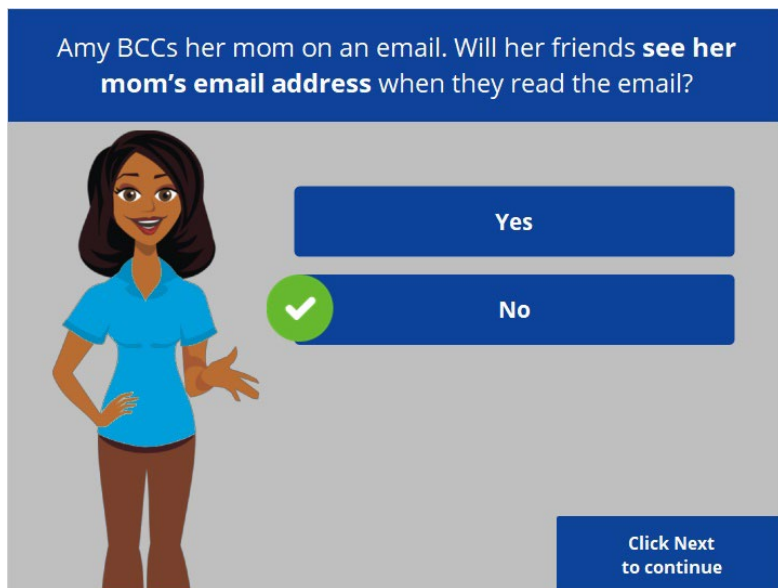 Amy BCCs her mom on an email. Will her friends see her
mom’s email address when they read the email?
Yes
No
Click Next
to continue